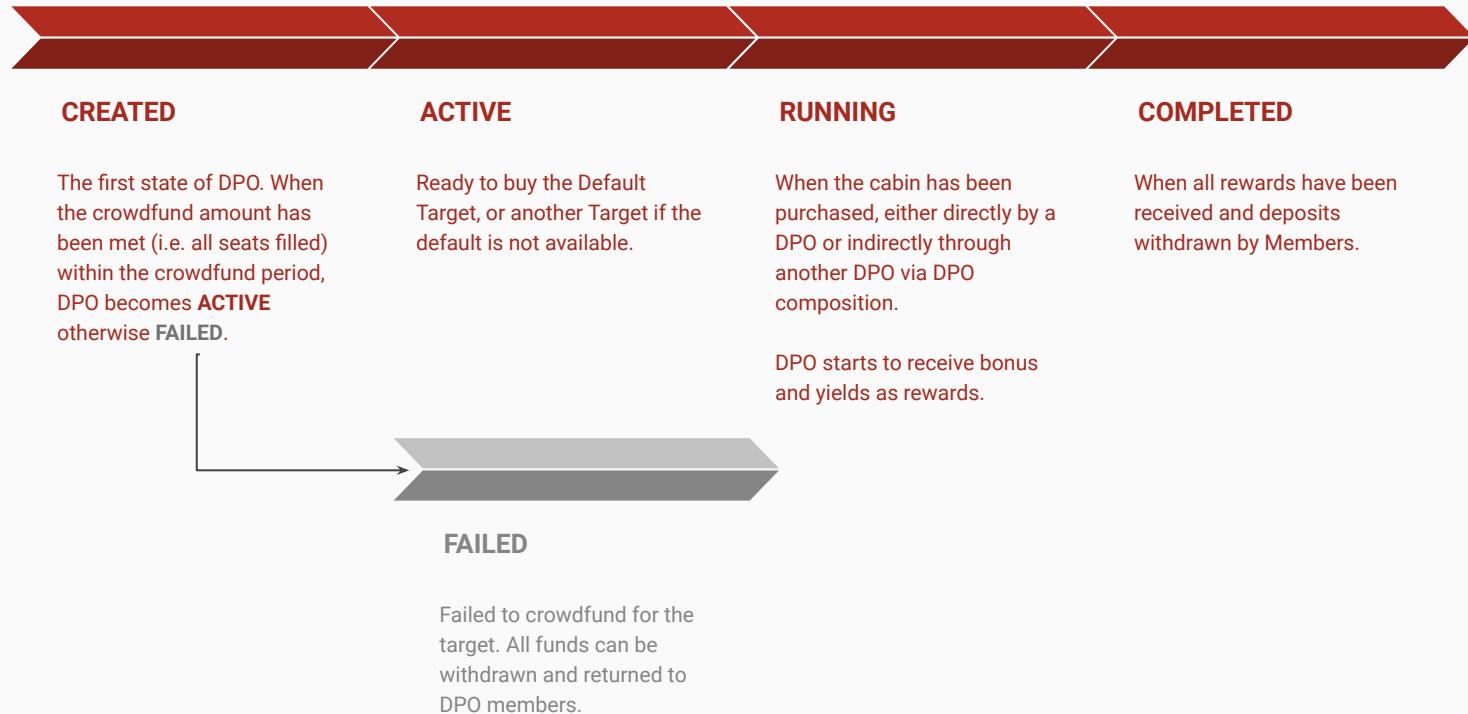 CREATED
The first state of DPO. When
the crowdfund amount has
been met (i.e. all seats filled)
within the crowdfund period,
DPO becomes ACTIVE
otherwise FAILED.
ACTIVE
Ready to buy the Default
Target, or another Target if the
default is not available.
RUNNING
When the cabin has been
purchased, either directly by a
DPO or indirectly through
another DPO via DPO
composition.
DPO starts to receive bonus
and yields as rewards.
COMPLETED
When all rewards have been
received and deposits
withdrawn by Members.
FAILED
Failed to crowdfund for the
target. All funds can be
withdrawn and returned to
DPO members.